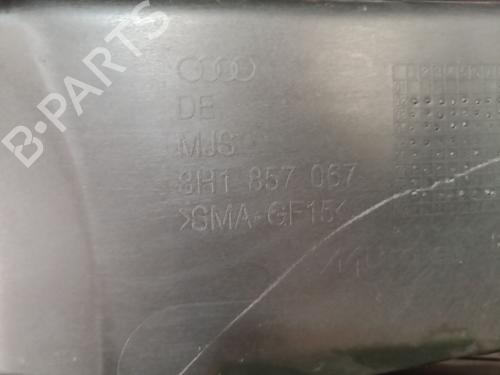 B-PARTS
DE
MJS
8H1 857 067
>SMA-GF15<